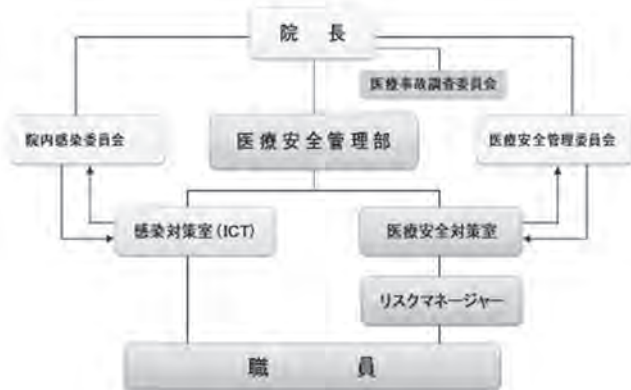 院　長
医療事故調査委員会
院内感染委員会
医療安全管理部
医療安全管理委員会
感染対策室(ICT)
医療安全対策室
リスクマネージャー
職　員